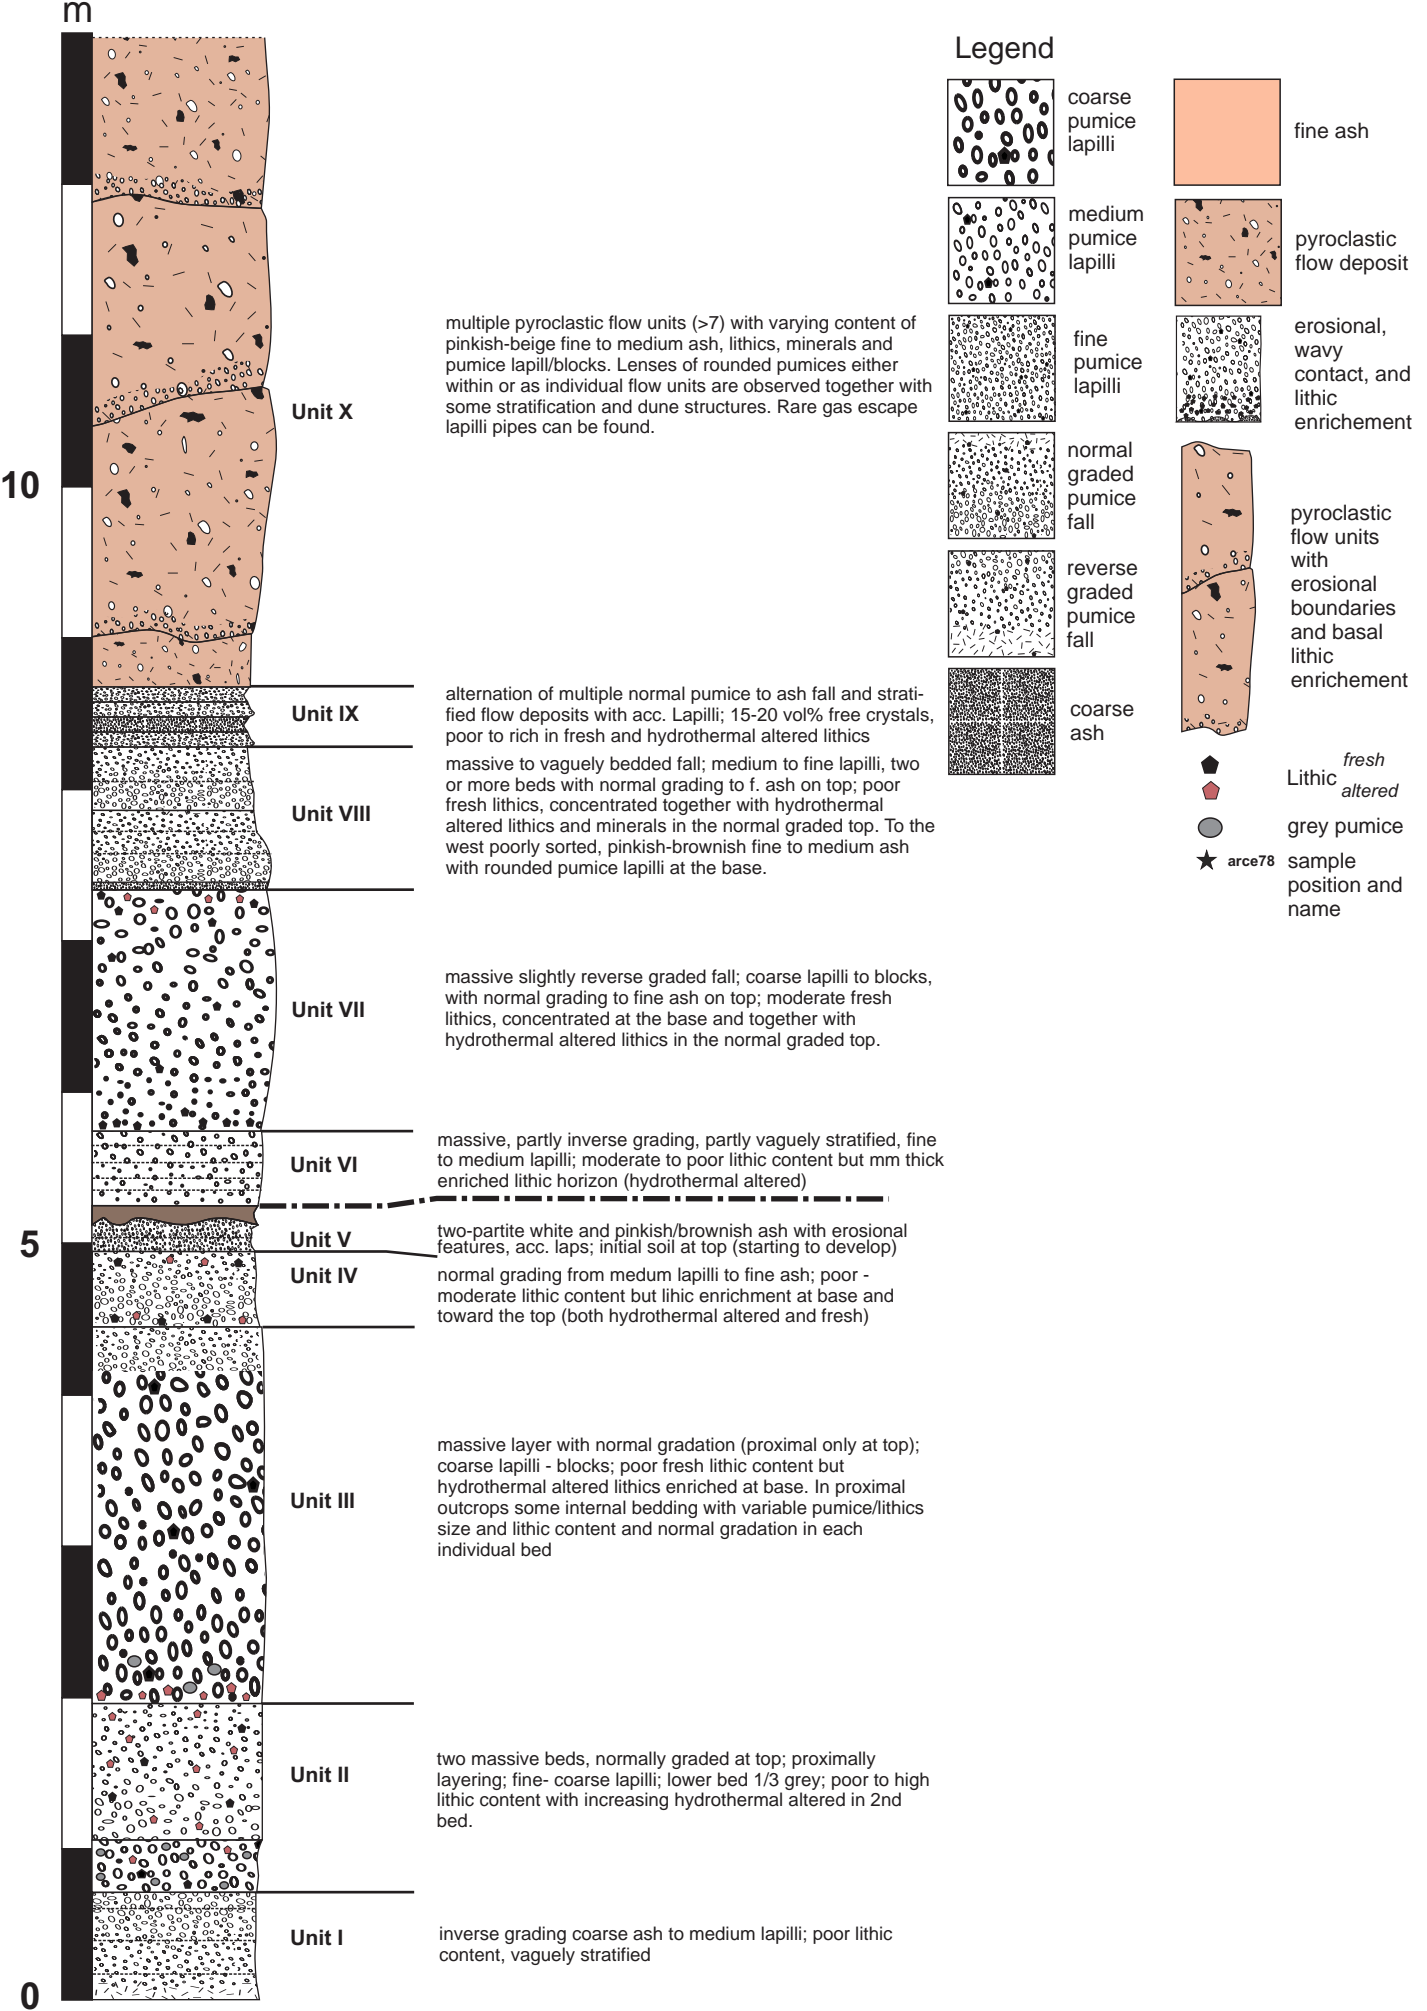 m
10
5
0
Unit X
multiple pyroclastic flow units (>7) with varying content of
pinkish-beige fine to medium ash, lithics, minerals and
pumice lapill/blocks. Lenses of rounded pumices either
within or as individual flow units are observed together with
some stratification and dune structures. Rare gas escape
lapilli pipes can be found.
Unit IX
alternation of multiple normal pumice to ash fall and strati-
fied flow deposits with acc. Lapilli; 15-20 vol% free crystals,
poor to rich in fresh and hydrothermal altered lithics
Unit VIII
massive to vaguely bedded fall; medium to fine lapilli, two
or more beds with normal grading to f. ash on top; poor
fresh lithics, concentrated together with hydrothermal
altered lithics and minerals in the normal graded top. To the
west poorly sorted, pinkish-brownish fine to medium ash
with rounded pumice lapilli at the base.
Unit VII
massive slightly reverse graded fall; coarse lapilli to blocks,
with normal grading to fine ash on top; moderate fresh
lithics, concentrated at the base and together with
hydrothermal altered lithics in the normal graded top.
Unit VI
massive, partly inverse grading, partly vaguely stratified, fine
to medium lapilli; moderate to poor lithic content but mm thick
enriched lithic horizon (hydrothermal altered)
Unit V
two-partite white and pinkish/brownish ash with erosional
features, acc. laps; initial soil at top (starting to develop)
Unit IV
normal grading from medum lapilli to fine ash; poor -
moderate lithic content but lihic enrichment at base and
toward the top (both hydrothermal altered and fresh)
Unit III
massive layer with normal gradation (proximal only at top);
coarse lapilli - blocks; poor fresh lithic content but
hydrothermal altered lithics enriched at base. In proximal
outcrops some internal bedding with variable pumice/lithics
size and lithic content and normal gradation in each
individual bed
Unit II
two massive beds, normally graded at top; proximally
layering; fine- coarse lapilli; lower bed 1/3 grey; poor to high
lithic content with increasing hydrothermal altered in 2nd
bed.
Unit I
inverse grading coarse ash to medium lapilli; poor lithic
content, vaguely stratified
Legend
coarse
pumice
lapilli
medium
pumice
lapilli
fine
pumice
lapilli
normal
graded
pumice
fall
reverse
graded
pumice
fall
coarse
ash
fine ash
pyroclastic
flow deposit
erosional,
wavy
contact, and
lithic
enrichement
pyroclastic
flow units
with
erosional
boundaries
and basal
lithic
enrichement
Lithic
fresh
altered
grey pumice
arce78
sample
position and
name